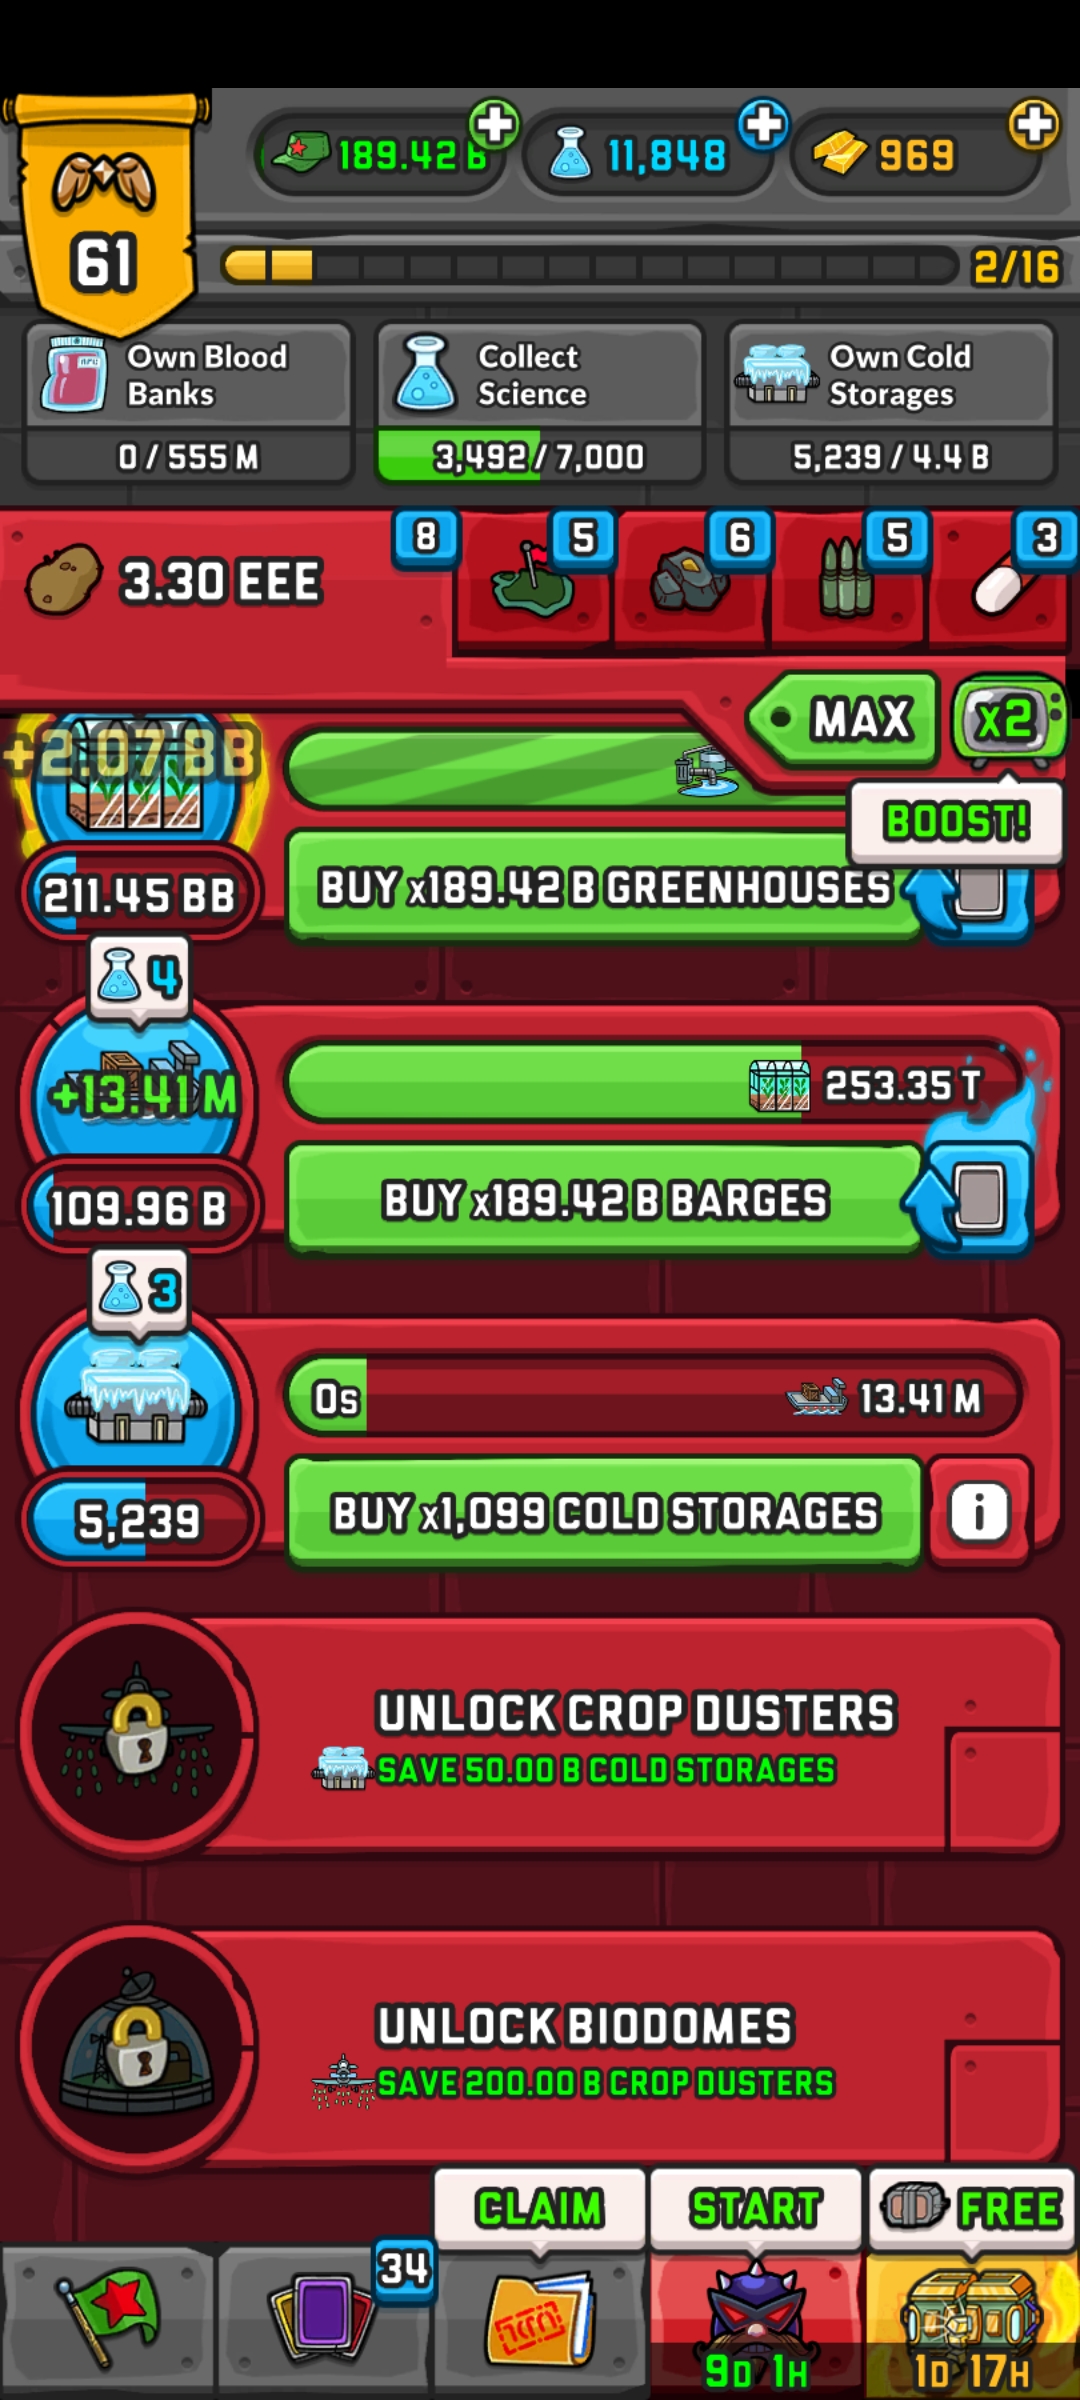 189.42 B
11,848
969
61
2/16
Own Blood
Banks
0 / 555 M
Collect
Science
3,492 / 7,000
Own Cold
Storages
5,239 / 4.4 B
3.30 EEE
8
5
6
5
3
MAX
x2
BOOST!
+2.07 BB
211.45 BB
BUY x189.42 B GREENHOUSES
4
+13.41 M
253.35 T
109.96 B
BUY x189.42 B BARGES
3
0s
13.41 M
5,239
BUY x1,099 COLD STORAGES
i
UNLOCK CROP DUSTERS
SAVE 50.00 B COLD STORAGES
UNLOCK BIODOMES
SAVE 200.00 B CROP DUSTERS
CLAIM
START
FREE
34
9D 1H
1D 17H